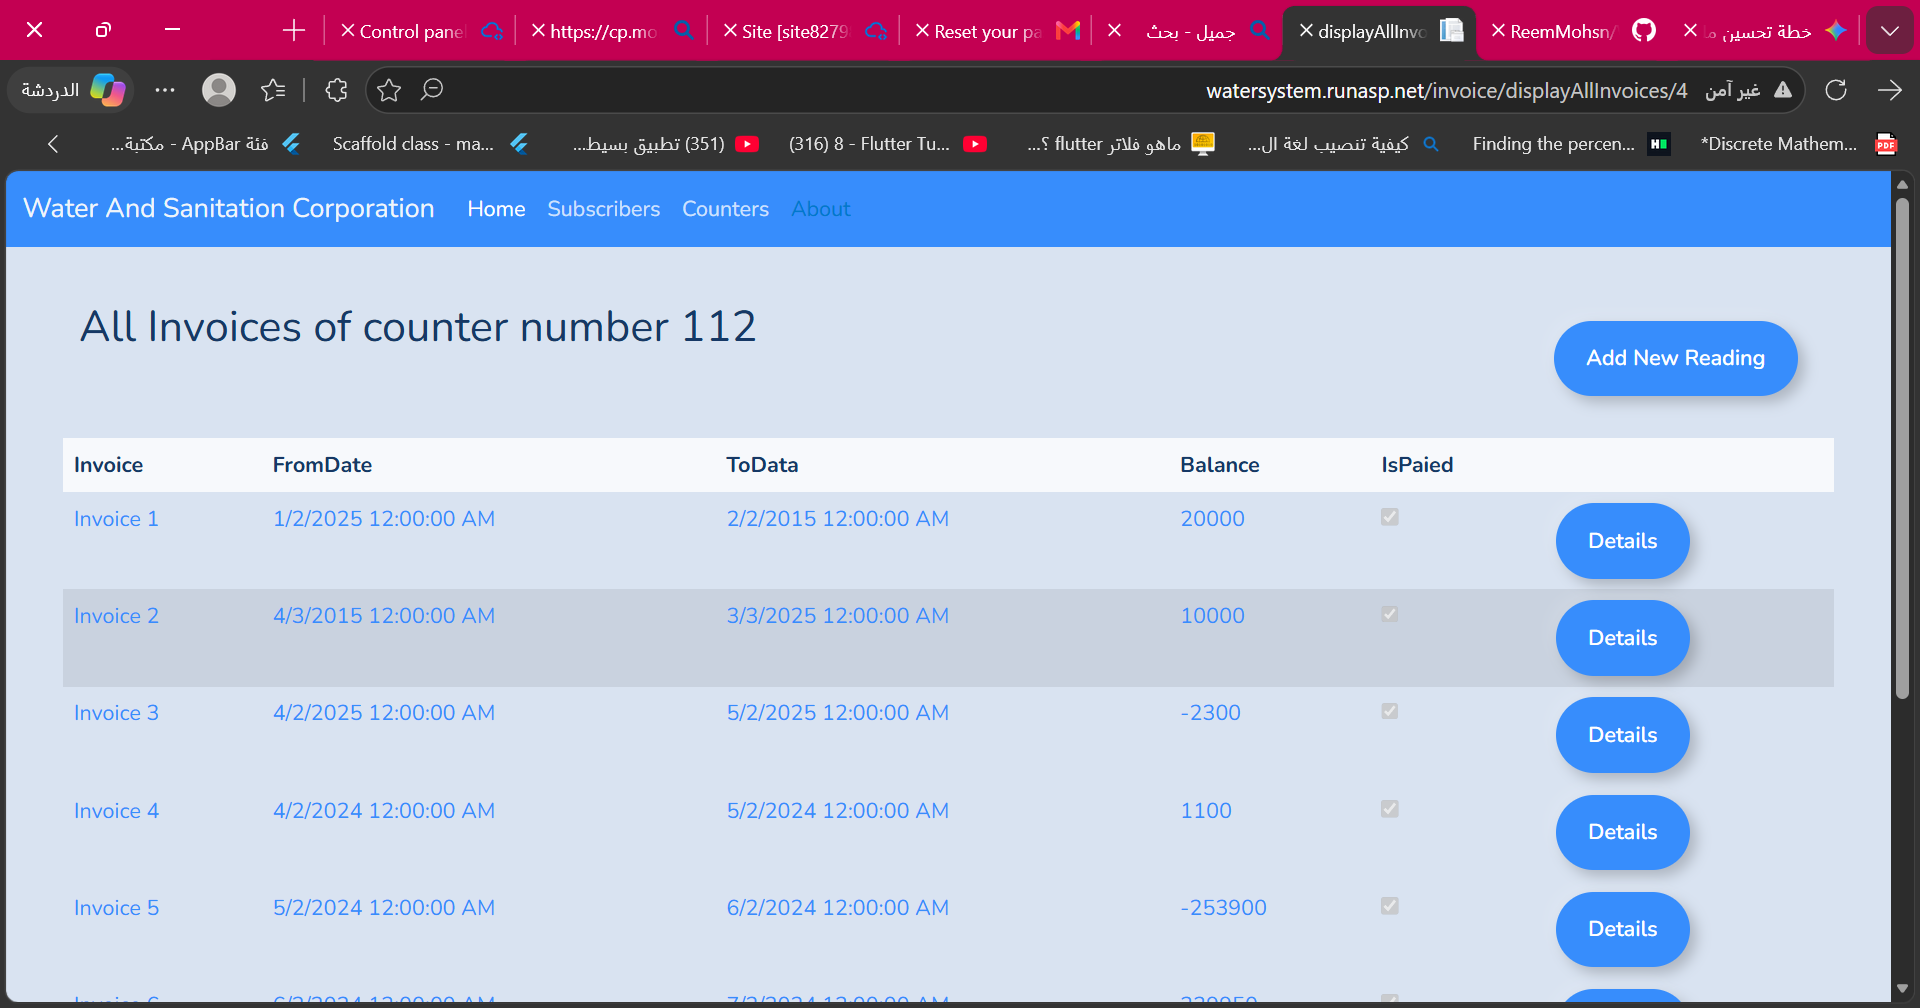 Control pane
https://cp.mo
Site [site8279
Reset your pa
جميل - بحث
displayAllInvo
ReemMohsn/
خطة تحسين ما
الدردشة
watersystem.runasp.net/invoice/displayAllInvoices/4
غير آمن
فئة AppBar - مكتبة...
Scaffold class - ma...
(351) تطبيق بسيط...
(316) 8 - Flutter Tu...
ماهو فلاتر flutter ؟...
كيفية تنصيب لغة ال...
Finding the percen...
*Discrete Mathem...
PDF
Water And Sanitation Corporation Home Subscribers Counters About
All Invoices of counter number 112
Add New Reading
Invoice FromDate ToData Balance IsPaied
Invoice 1 1/2/2025 12:00:00 AM 2/2/2015 12:00:00 AM 20000 Details
Invoice 2 4/3/2015 12:00:00 AM 3/3/2025 12:00:00 AM 10000 Details
Invoice 3 4/2/2025 12:00:00 AM 5/2/2025 12:00:00 AM -2300 Details
Invoice 4 4/2/2024 12:00:00 AM 5/2/2024 12:00:00 AM 1100 Details
Invoice 5 5/2/2024 12:00:00 AM 6/2/2024 12:00:00 AM -253900 Details